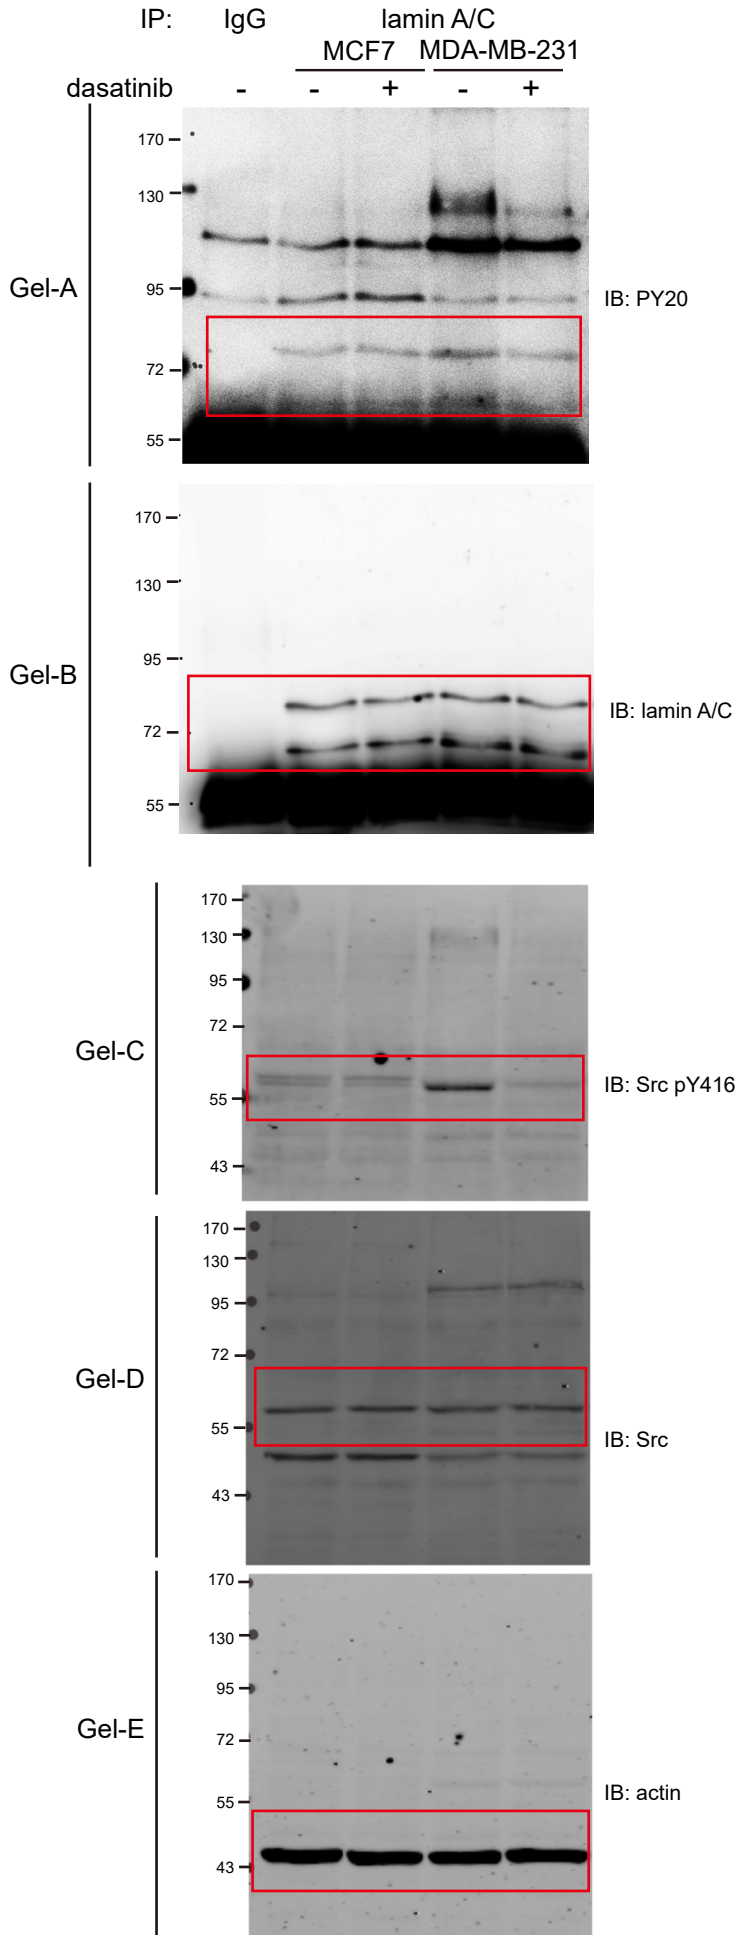 IP: IgG lamin A/C
MCF7 MDA-MB-231
dasatinib - - + - +
Gel-A
170
130
95
72
55
IB: PY20
Gel-B
170
130
95
72
55
IB: lamin A/C
Gel-C
170
130
95
72
55
43
IB: Src pY416
Gel-D
170
130
95
72
55
43
IB: Src
Gel-E
170
130
95
72
55
43
IB: actin